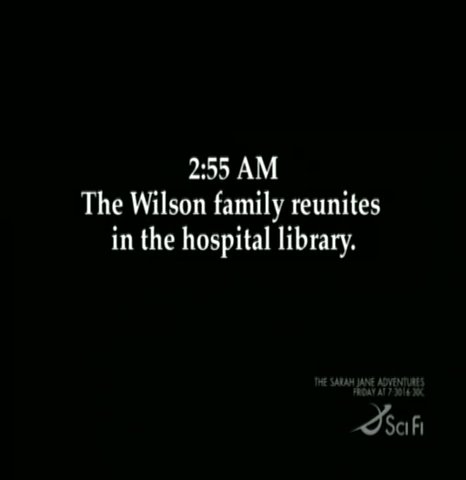 2:55 AM
The Wilson family reunites
in the hospital library.
THE SARAH JANE ADVENTURES
FRIDAY AT 7:30/6:30C
SCI FI